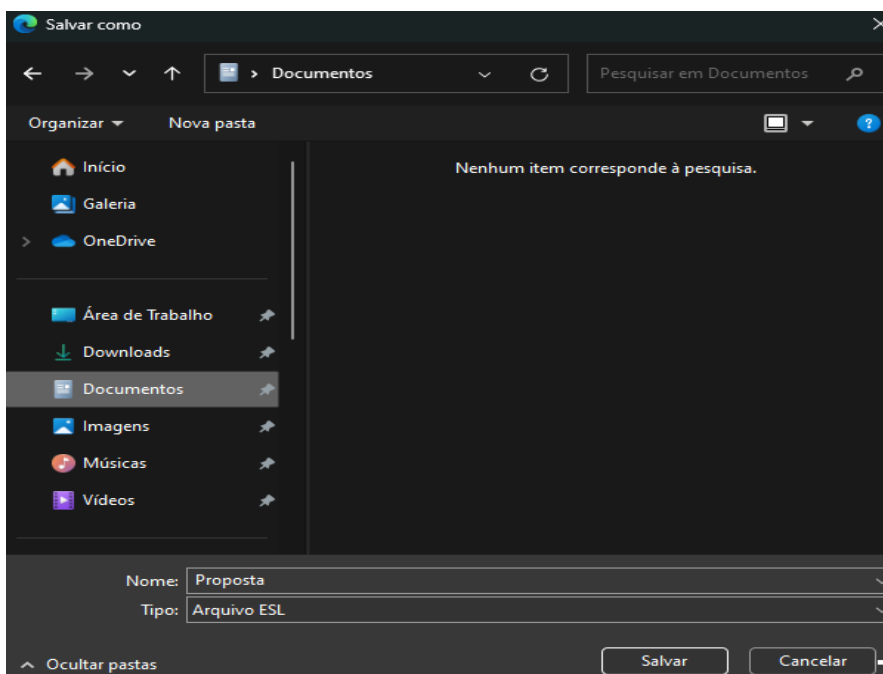 Salvar como
Documentos
Pesquisar em Documentos
Organizar
Nova pasta
?
Início
Nenhum item corresponde à pesquisa.
Galeria
OneDrive
Área de Trabalho
Downloads
Documentos
Imagens
Músicas
Vídeos
Nome: Proposta
Tipo: Arquivo ESL
Ocultar pastas
Salvar
Cancelar